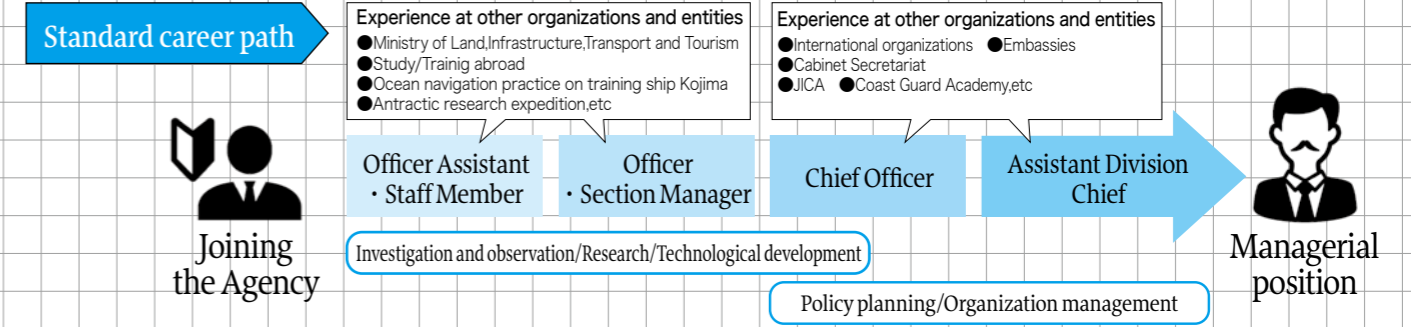 Standard career path
Experience at other organizations and entities
●Ministry of Land,Infrastructure,Transport and Tourism
●Study/Trainig abroad
●Ocean navigation practice on training ship Kojima
●Antractic research expedition,etc
Experience at other organizations and entities
●International organizations ●Embassies
●Cabinet Secretariat
●JICA ●Coast Guard Academy,etc
Joining
the Agency
Officer Assistant
・Staff Member
Officer
・Section Manager
Chief Officer
Assistant Division
Chief
Managerial
position
Investigation and observation/Research/Technological development
Policy planning/Organization management